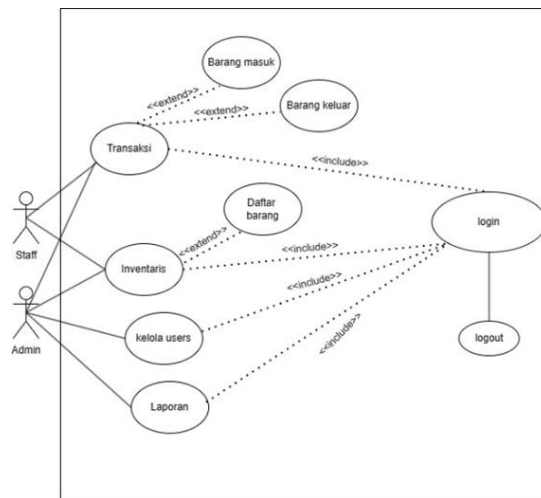 Barang masuk
<<extend>>
<<extend>>
Barang keluar
Transaksi
<<include>>
Daftar
barang
<<extend>>
login
Staff
Inventaris
<<include>>
<<include>>
kelola users
<<include>>
logout
Admin
Laporan